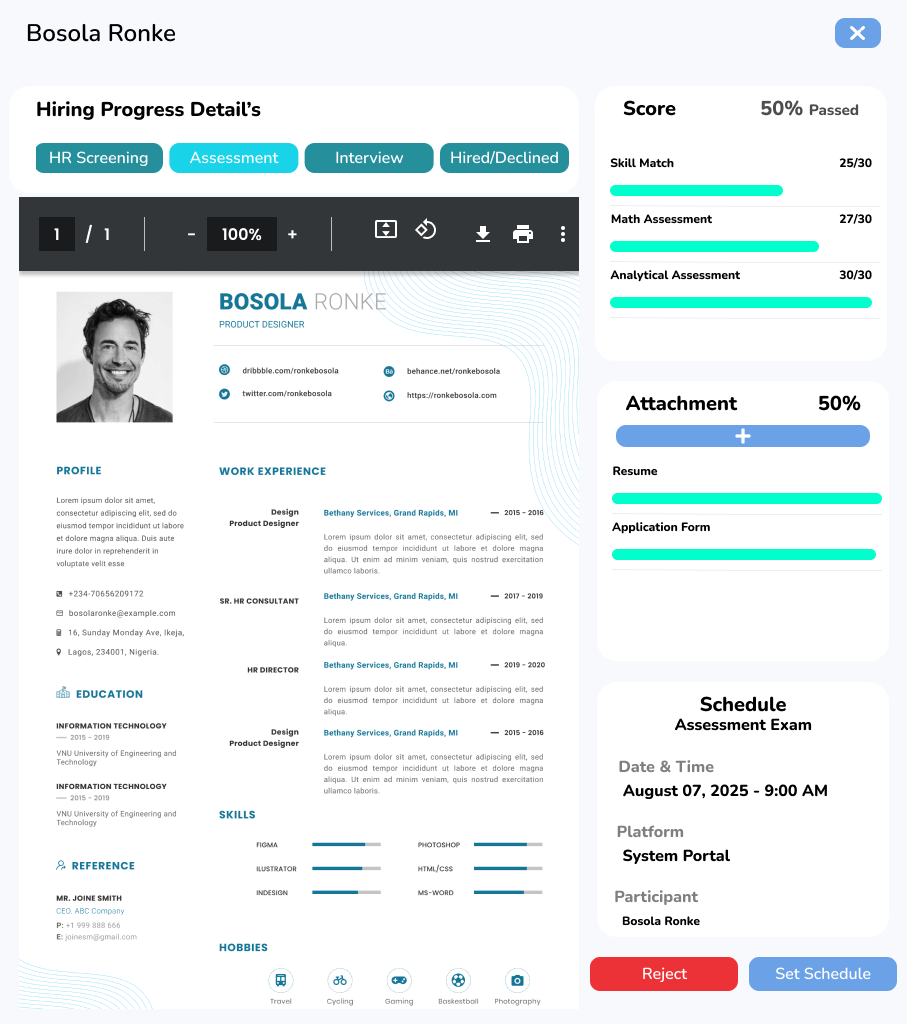 Bosola Ronke
Hiring Progress Detail's
HR Screening
Assessment
Interview
Hired/Declined
1 / 1
- 100% +
BOSOLA RONKE
PRODUCT DESIGNER
dribbble.com/ronkebosola
behance.net/ronkebosola
twitter.com/ronkebosola
https://ronkebosola.com
PROFILE
Lorem ipsum dolor sit amet,
consectetur adipiscing elit, sed do
eiusmod tempor incididunt ut labore
et dolore magna aliqua. Duis aute
irure dolor in reprehenderit in
voluptate velit esse
+234-70656209172
bosolaronke@example.com
16, Sunday Monday Ave, Ikeja,
Lagos, 234001, Nigeria.
EDUCATION
INFORMATION TECHNOLOGY
2015 - 2019
VNU University of Engineering and
Technology
INFORMATION TECHNOLOGY
2015 - 2019
VNU University of Engineering and
Technology
REFERENCE
MR. JOINE SMITH
CEO. ABC Company
P: +1 999 888 666
E: joinesm@gmail.com
WORK EXPERIENCE
Design
Product Designer
Bethany Services, Grand Rapids, MI — 2015 - 2016
Lorem ipsum dolor sit amet, consectetur adipiscing elit, sed
do eiusmod tempor incididunt ut labore et dolore magna
aliqua. Ut enim ad minim veniam, quis nostrud exercitation
ullamco laboris.
SR. HR CONSULTANT
Bethany Services, Grand Rapids, MI — 2017 - 2019
Lorem ipsum dolor sit amet, consectetur adipiscing elit, sed
do eiusmod tempor incididunt ut labore et dolore magna
aliqua.
HR DIRECTOR
Bethany Services, Grand Rapids, MI — 2019 - 2020
Lorem ipsum dolor sit amet, consectetur adipiscing elit, sed
do eiusmod tempor incididunt ut labore et dolore magna
aliqua.
Design
Product Designer
Bethany Services, Grand Rapids, MI — 2015 - 2016
Lorem ipsum dolor sit amet, consectetur adipiscing elit, sed
do eiusmod tempor incididunt ut labore et dolore magna
aliqua. Ut enim ad minim veniam, quis nostrud exercitation
ullamco laboris.
SKILLS
FIGMA
PHOTOSHOP
ILUSTRATOR
HTML/CSS
INDESIGN
MS-WORD
HOBBIES
Travel
Cycling
Gaming
Baskestball
Photography
Score 50% Passed
Skill Match 25/30
Math Assessment 27/30
Analytical Assessment 30/30
Attachment 50%
Resume
Application Form
Schedule
Assessment Exam
Date & Time
August 07, 2025 - 9:00 AM
Platform
System Portal
Participant
Bosola Ronke
Reject
Set Schedule